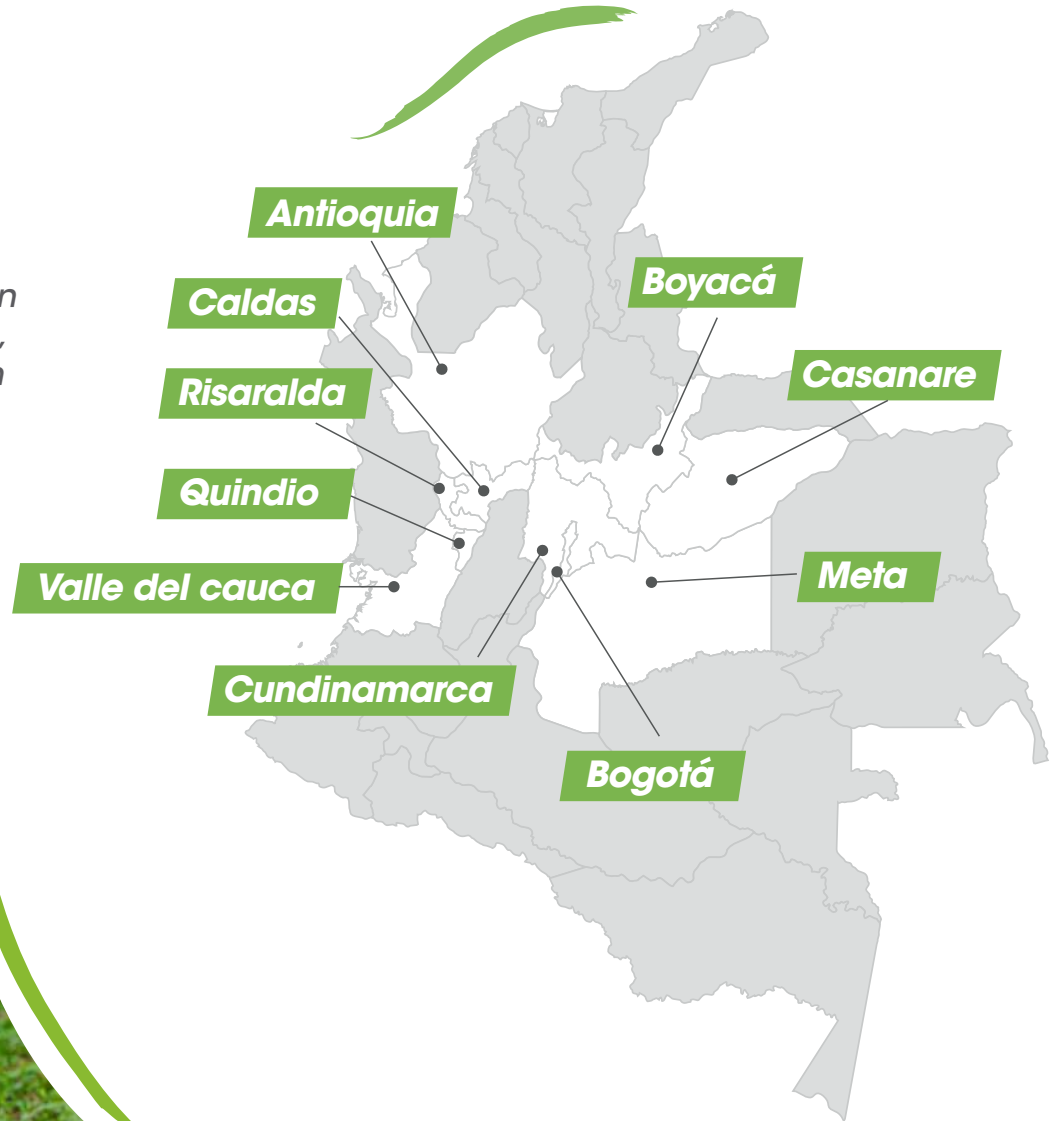 Antioquia
Boyacá
Caldas
Casanare
Risaralda
Quindio
Valle del cauca
Meta
Cundinamarca
Bogotá